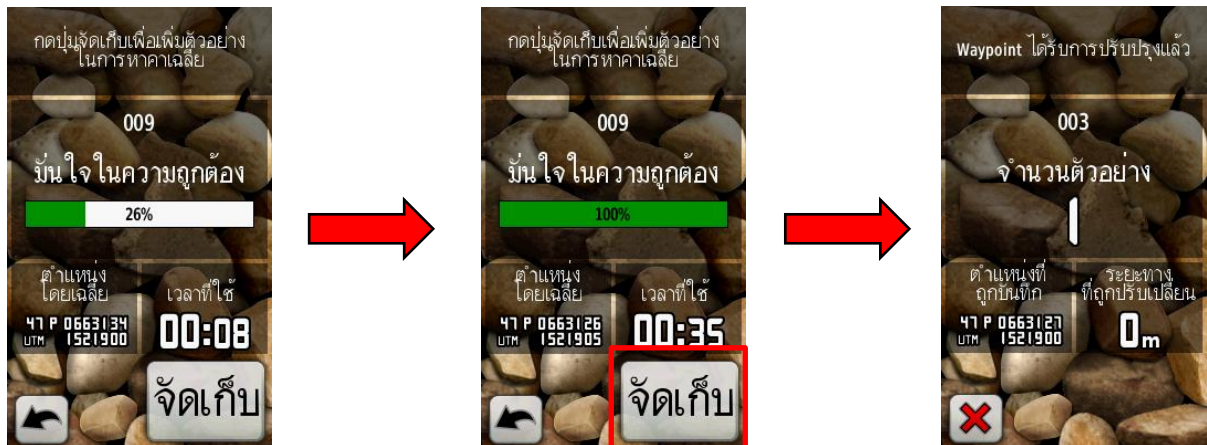 กดปุ่มจัดเก็บเพื่อเพิ่มตัวอย่าง
ในการหาค่าเฉลี่ย
009
มั่นใจในความถูกต้อง
26%
ตำแหน่ง
โดยเฉลี่ย
เวลาที่ใช้
47 P 0663134
UTM 1521900
00:08
จัดเก็บ
กดปุ่มจัดเก็บเพื่อเพิ่มตัวอย่าง
ในการหาค่าเฉลี่ย
009
มั่นใจในความถูกต้อง
100%
ตำแหน่ง
โดยเฉลี่ย
เวลาที่ใช้
47 P 0663126
UTM 1521905
00:35
จัดเก็บ
Waypoint ได้รับการปรับปรุงแล้ว
003
จำนวนตัวอย่าง
1
ตำแหน่งที่
ถูกบันทึก
ระยะทาง
ที่ถูกปรับเปลี่ยน
47 P 0663127
UTM 1521900
0m